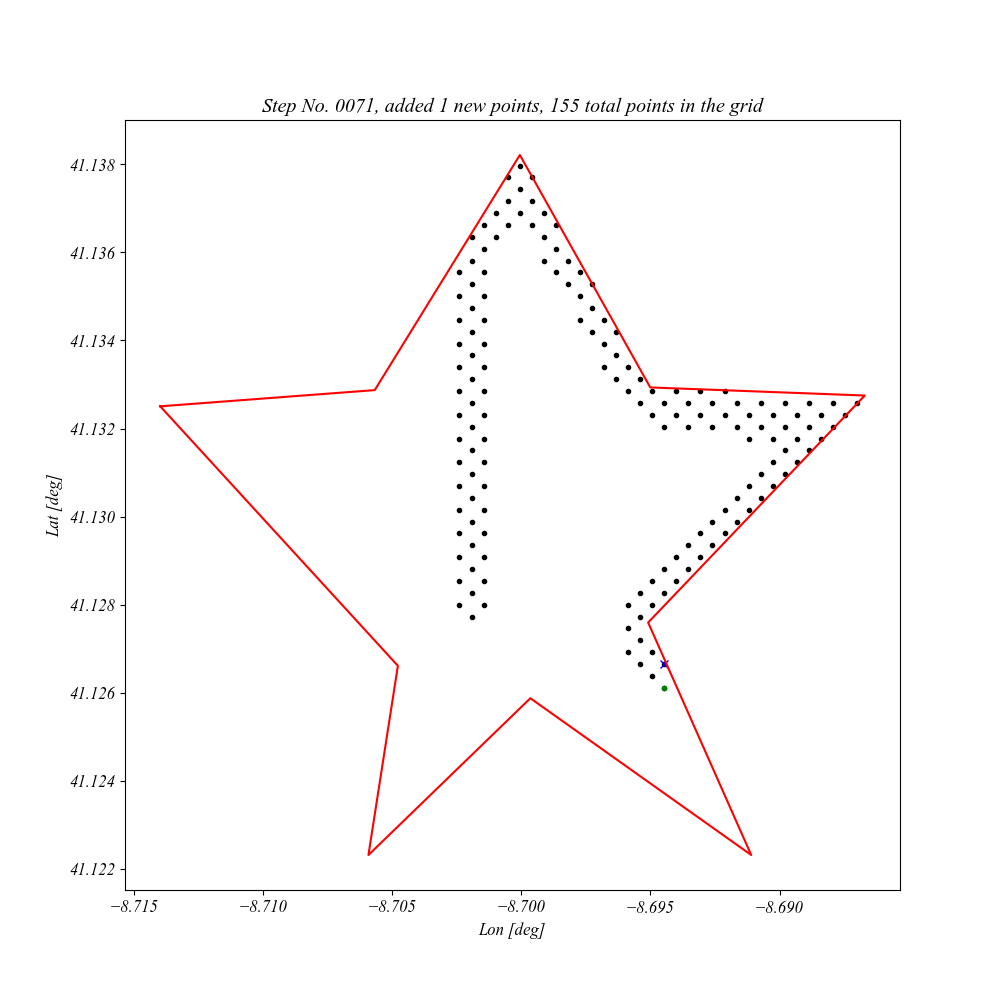 Step No. 0071, added 1 new points, 155 total points in the grid
41.138
41.136
41.134
41.132
41.130
41.128
41.126
41.124
41.122
Lat [deg]
−8.715 −8.710 −8.705 −8.700 −8.695 −8.690
Lon [deg]